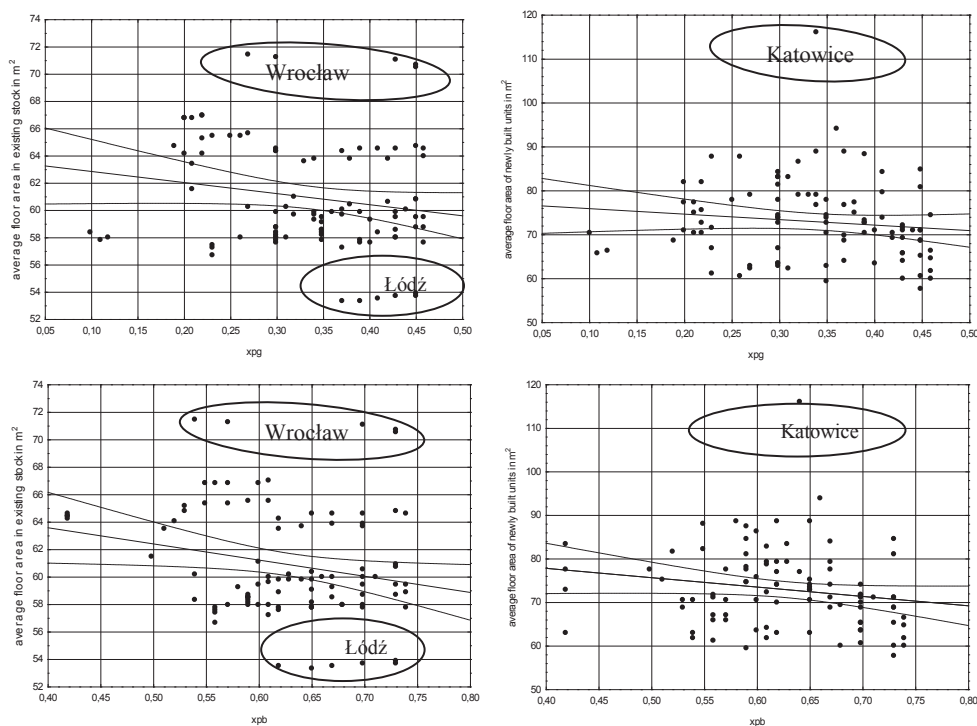 74
72
70
68
66
64
62
60
58
56
54
52
average floor area in existing stock in m²
Wrocław
Łódź
0,05 0,10 0,15 0,20 0,25 0,30 0,35 0,40 0,45 0,50
xpg
120
110
100
90
80
70
60
50
average floor area of newly built units in m²
Katowice
0,05 0,10 0,15 0,20 0,25 0,30 0,35 0,40 0,45 0,50
xpg
74
72
70
68
66
64
62
60
58
56
54
52
average floor area in existing stock in m²
Wrocław
Łódź
0,40 0,45 0,50 0,55 0,60 0,65 0,70 0,75 0,80
xpb
120
110
100
90
80
70
60
50
average floor area of newly built units in m²
Katowice
0,40 0,45 0,50 0,55 0,60 0,65 0,70 0,75 0,80
xpb